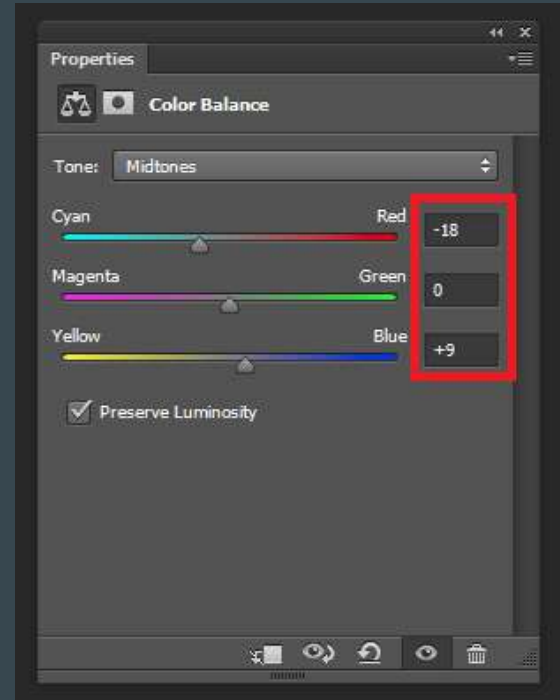 Properties
Color Balance
Tone: Midtones
Cyan Red -18
Magenta Green 0
Yellow Blue +9
Preserve Luminosity